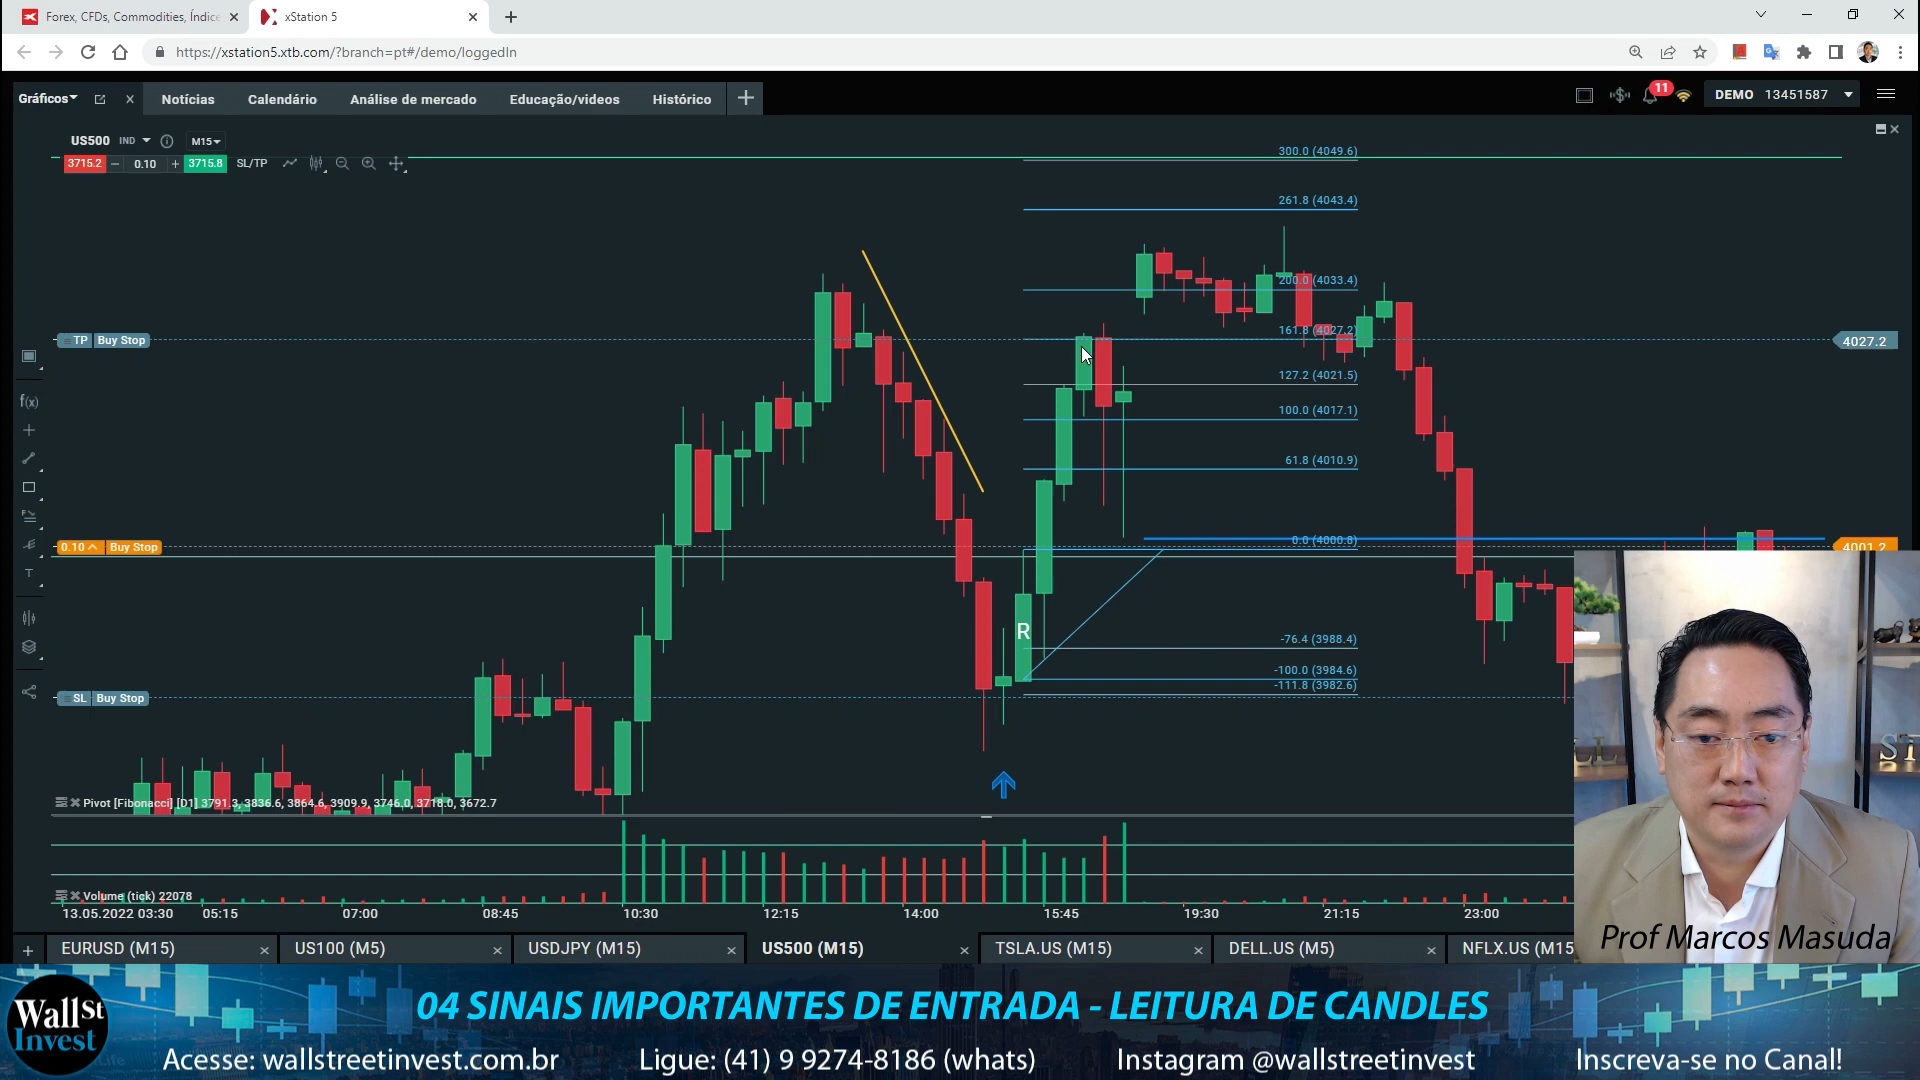 Forex, CFDs, Commodities, Índice
xStation 5
https://xstation5.xtb.com/?branch=pt#/demo/loggedIn
Gráficos
Notícias
Calendário
Análise de mercado
Educação/videos
Histórico
11
DEMO 13451587
US500 IND M15
3715.2 0.10 3715.8 SL/TP
300.0 (4049.6)
261.8 (4043.4)
200.0 (4033.4)
161.8 (4027.2)
TP Buy Stop
4027.2
127.2 (4021.5)
100.0 (4017.1)
61.8 (4010.9)
0.0 (4000.8)
0.10 Buy Stop
4001.2
R
-76.4 (3988.4)
-100.0 (3984.6)
-111.8 (3982.6)
SL Buy Stop
f(x)
T
Pivot [Fibonacci] [D1] 3791.3, 3836.6, 3864.6, 3909.9, 3746.0, 3718.0, 3672.7
Volume (tick) 22078
13.05.2022 03:30 05:15 07:00 08:45 10:30 12:15 14:00 15:45 19:30 21:15 23:00
EURUSD (M15)
US100 (M5)
USDJPY (M15)
US500 (M15)
TSLA.US (M15)
DELL.US (M5)
NFLX.US (M15
Prof Marcos Masuda
Wall St
Invest
04 SINAIS IMPORTANTES DE ENTRADA - LEITURA DE CANDLES
Acesse: wallstreetinvest.com.br
Ligue: (41) 9 9274-8186 (whats)
Instagram @wallstreetinvest
Inscreva-se no Canal!